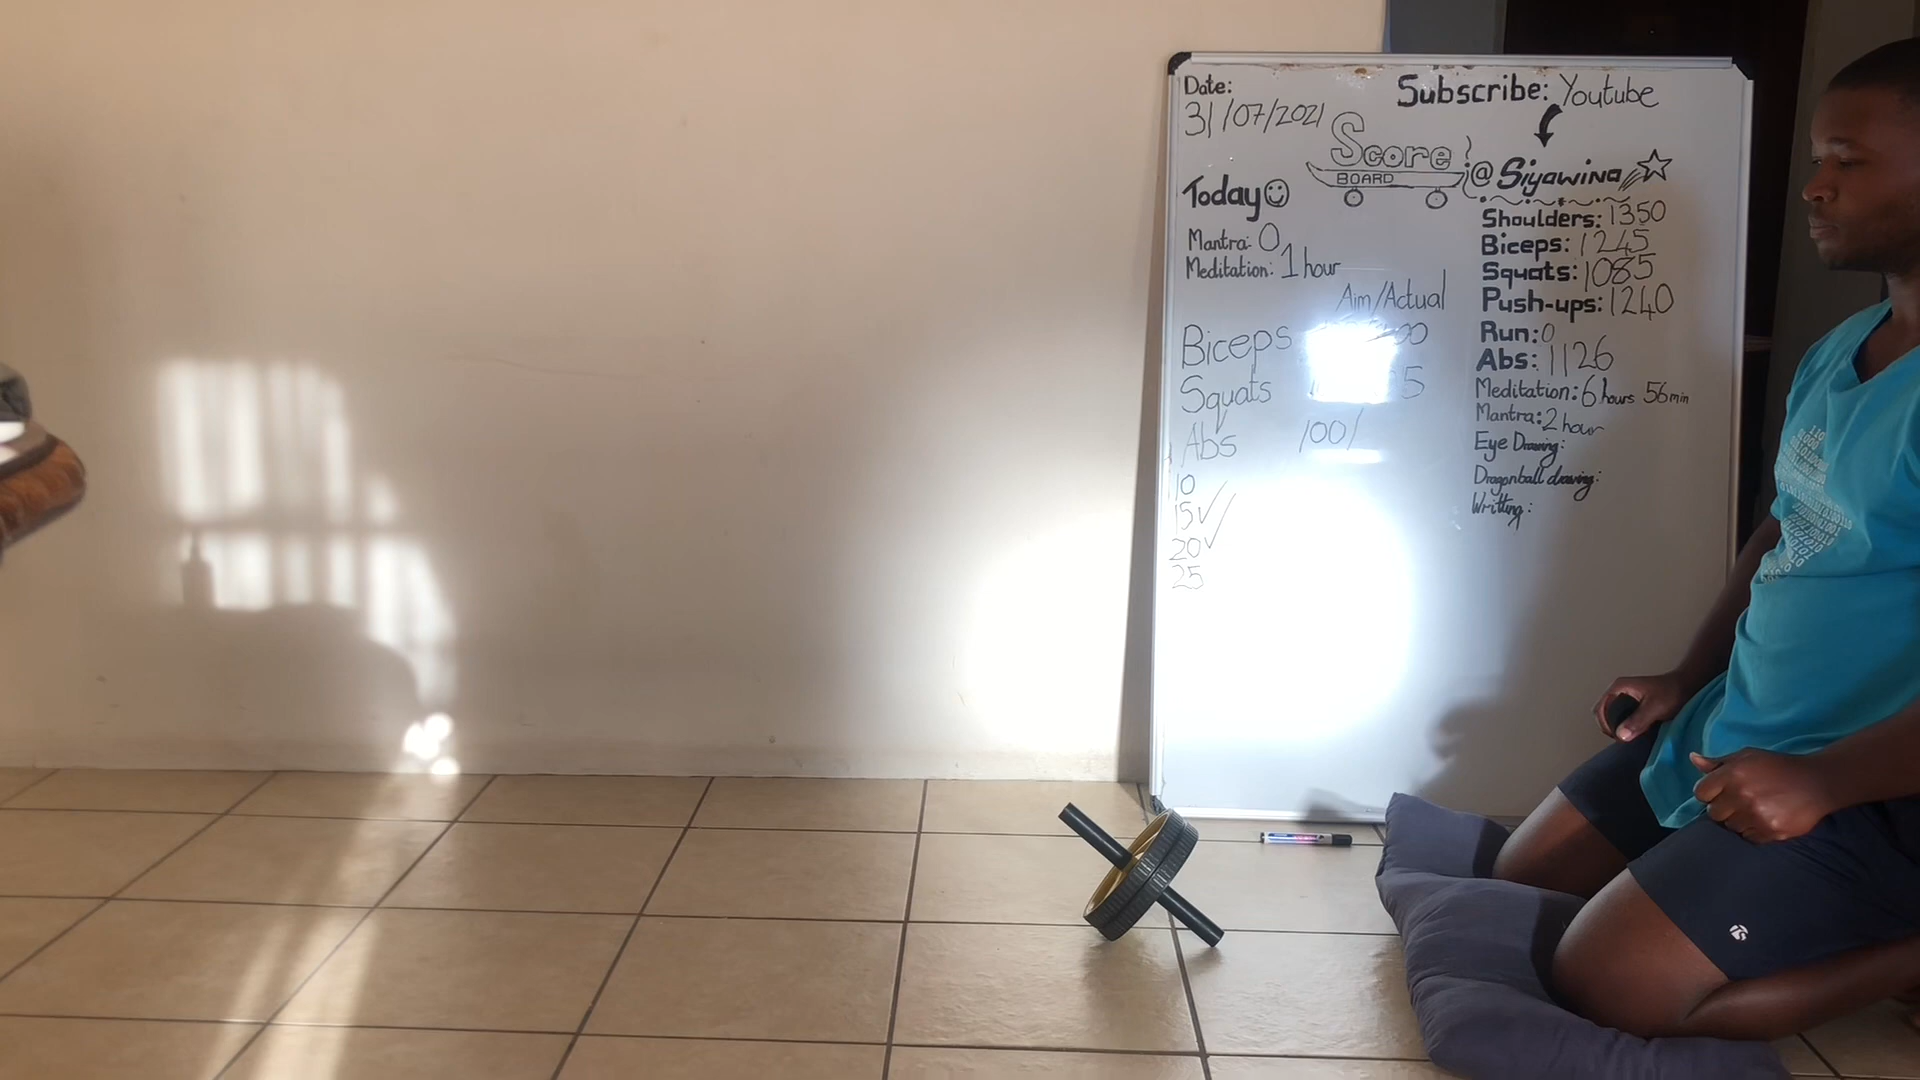 Date:
31/07/2021
Subscribe: Youtube
Score
BOARD
@ Siyawina
Today
Mantra: 0
Meditation: 1 hour
Aim/Actual
Biceps
Squats
Abs 100/
10
15✓
20✓
25
Shoulders: 1350
Biceps: 1245
Squats: 1085
Push-ups: 1240
Run: 0
Abs: 1126
Meditation: 6 hours 56min
Mantra: 2 hour
Eye Drawing:
Dragonball drawing:
Writting: